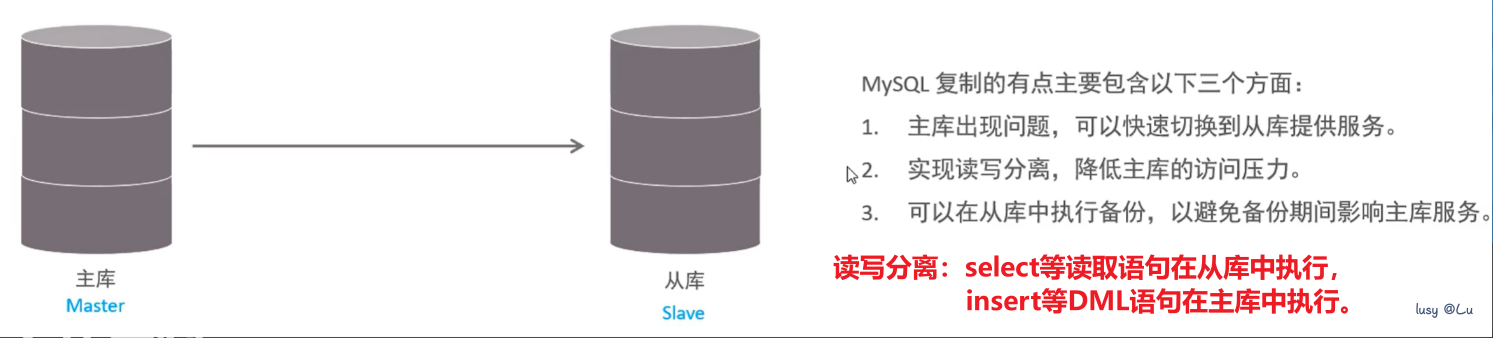 主库
Master
从库
Slave
MySQL 复制的有点主要包含以下三个方面：
1. 主库出现问题，可以快速切换到从库提供服务。
2. 实现读写分离，降低主库的访问压力。
3. 可以在从库中执行备份，以避免备份期间影响主库服务。
读写分离：select等读取语句在从库中执行，
insert等DML语句在主库中执行。
lusy @Lu